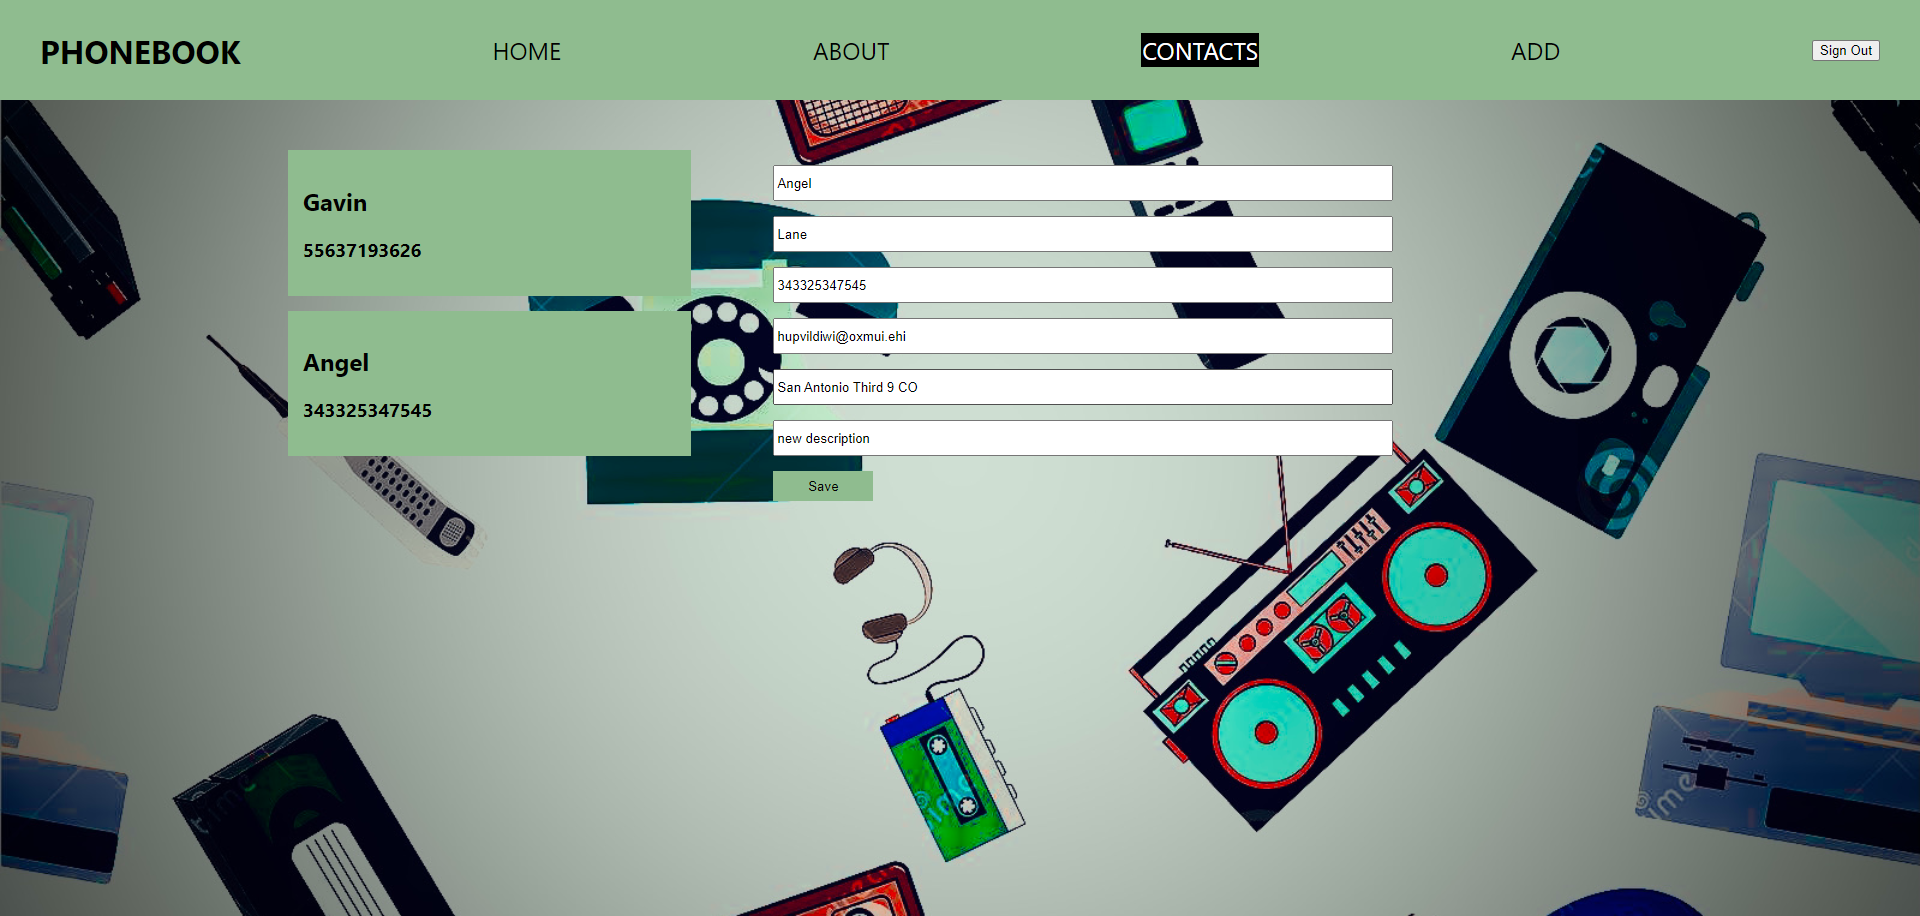 PHONEBOOK
HOME
ABOUT
CONTACTS
ADD
Sign Out
Gavin
55637193626
Angel
343325347545
Angel
Lane
343325347545
hupvildiwi@oxmui.ehi
San Antonio Third 9 CO
new description
Save